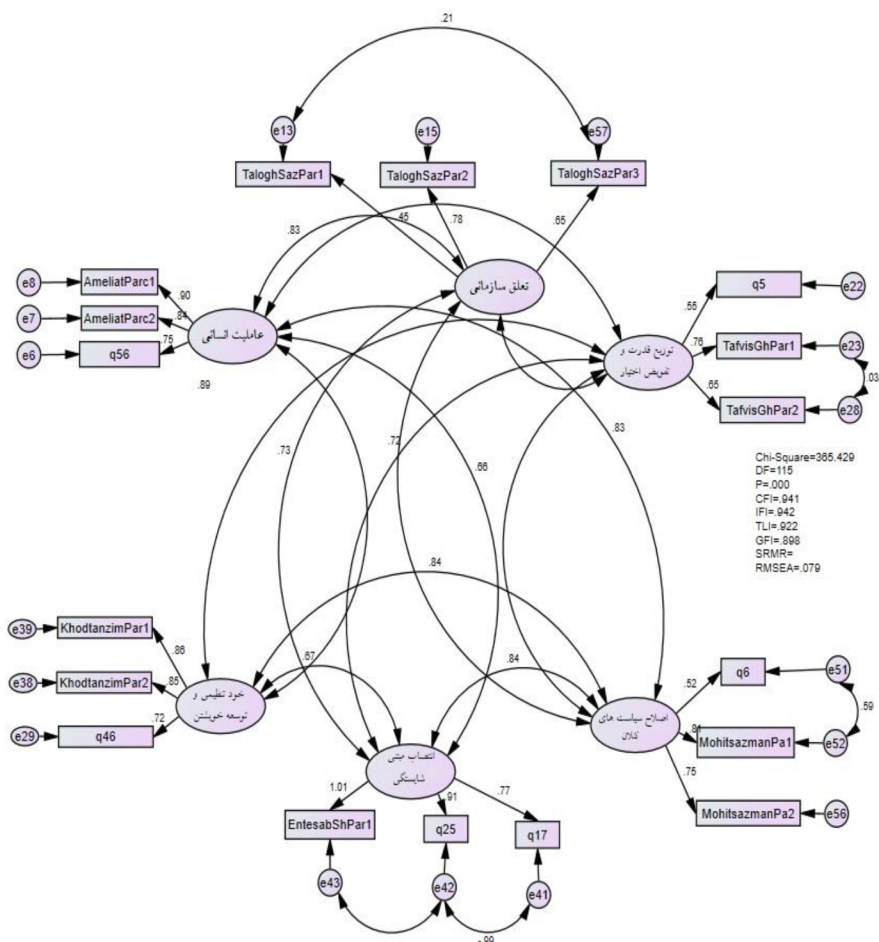 .21
e13
e15
e57
TaloghSazPar1
TaloghSazPar2
TaloghSazPar3
.83
.45
.78
.65
e8
AmeliatParc1
.90
e7
AmeliatParc2
.84
e6
q56
.75
عاملیت انسانی
تعلق سازمانی
توزیع قدرت و
تفویض اختیار
.55
q5
e22
.76
TafvisGhPar1
e23
.65
TafvisGhPar2
e28
.03
.89
.73
.72
.66
.83
Chi-Square=365.429
DF=115
P=.000
CFI=.941
IFI=.942
TLI=.922
GFI=.898
SRMR=
RMSEA=.079
.84
.67
.84
e39
KhodtanzimPar1
.86
e38
KhodtanzimPar2
.85
e29
q46
.72
خود تنظیمی و
توسعه خویشتن
انتصاب مبتنی
شایستگی
اصلاح سیاست های
کلان
.52
q6
e51
.59
.81
MohitsazmanPa1
e52
.75
MohitsazmanPa2
e56
1.01
.91
.77
EntesabShPar1
q25
q17
e43
e42
e41